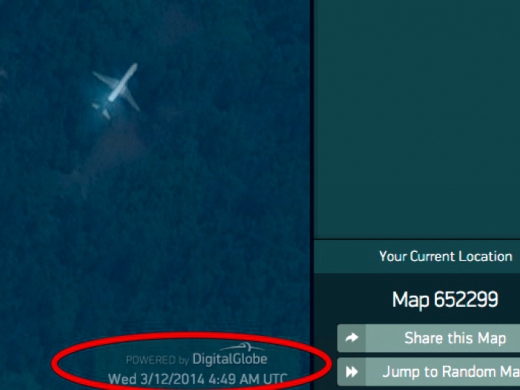 Your Current Location
Map 652299
Share this Map
Jump to Random Ma
POWERED by DigitalGlobe
Wed 3/12/2014 4:49 AM UTC